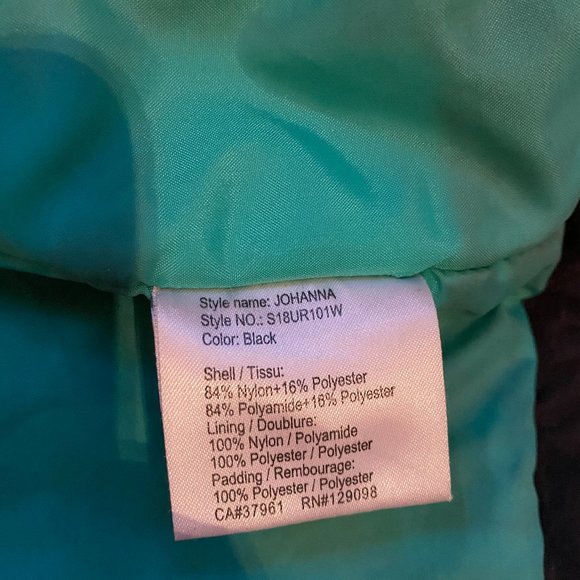 Style name: JOHANNA
Style NO.: S18UR101W
Color: Black
Shell / Tissu:
84% Nylon+16% Polyester
84% Polyamide+16% Polyester
Lining / Doublure:
100% Nylon / Polyamide
100% Polyester / Polyester
Padding / Rembourage:
100% Polyester / Polyester
CA#37961 RN#129098